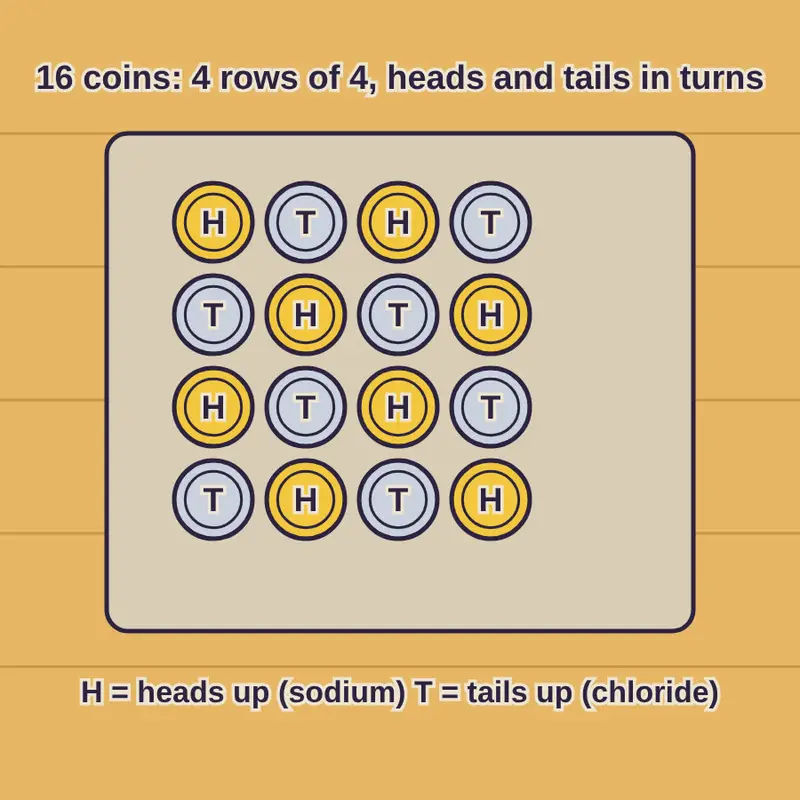 16 coins: 4 rows of 4, heads and tails in turns
H T H T
T H T H
H T H T
T H T H
H = heads up (sodium) T = tails up (chloride)